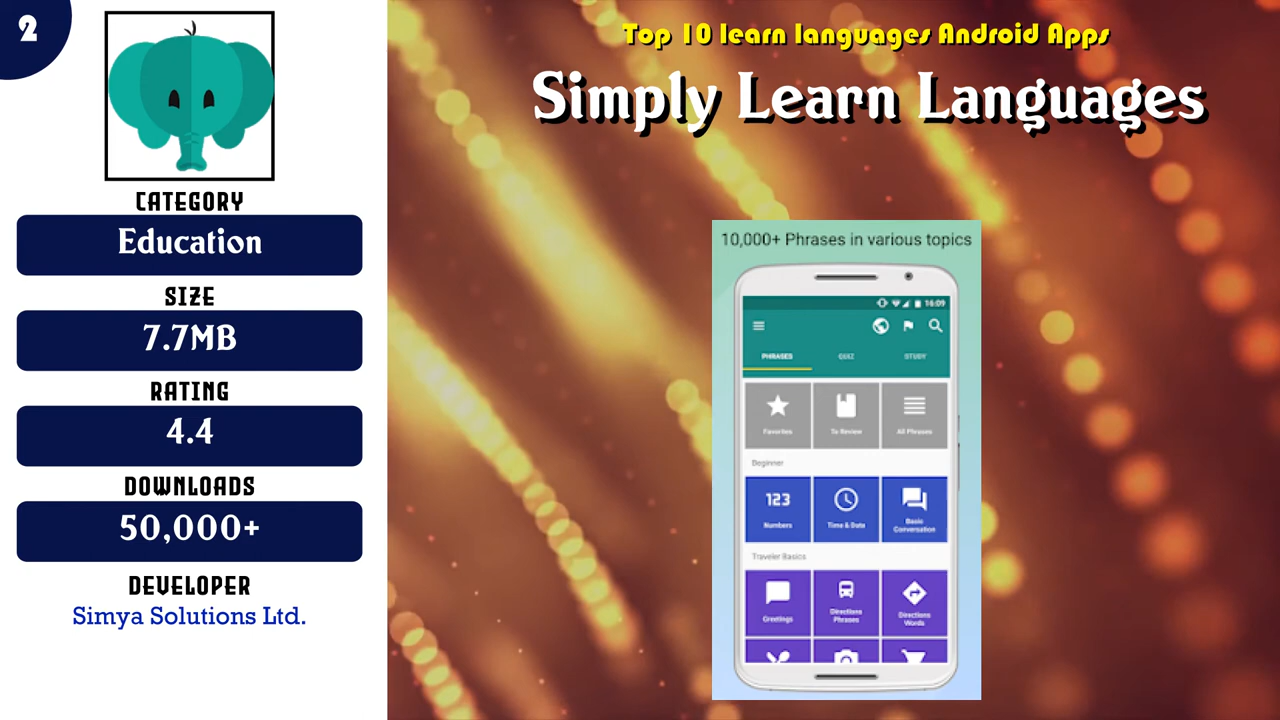 2
CATEGORY
Education
SIZE
7.7MB
RATING
4.4
DOWNLOADS
50,000+
DEVELOPER
Simya Solutions Ltd.
Top 10 learn languages Android Apps
Simply Learn Languages
10,000+ Phrases in various topics
16:09
PHRASES QUIZ STUDY
Favorites To Review All Phrases
Beginner
123
Numbers Time & Date Basic
Conversation
Traveler Basics
Greetings Directions Phrases Directions Words